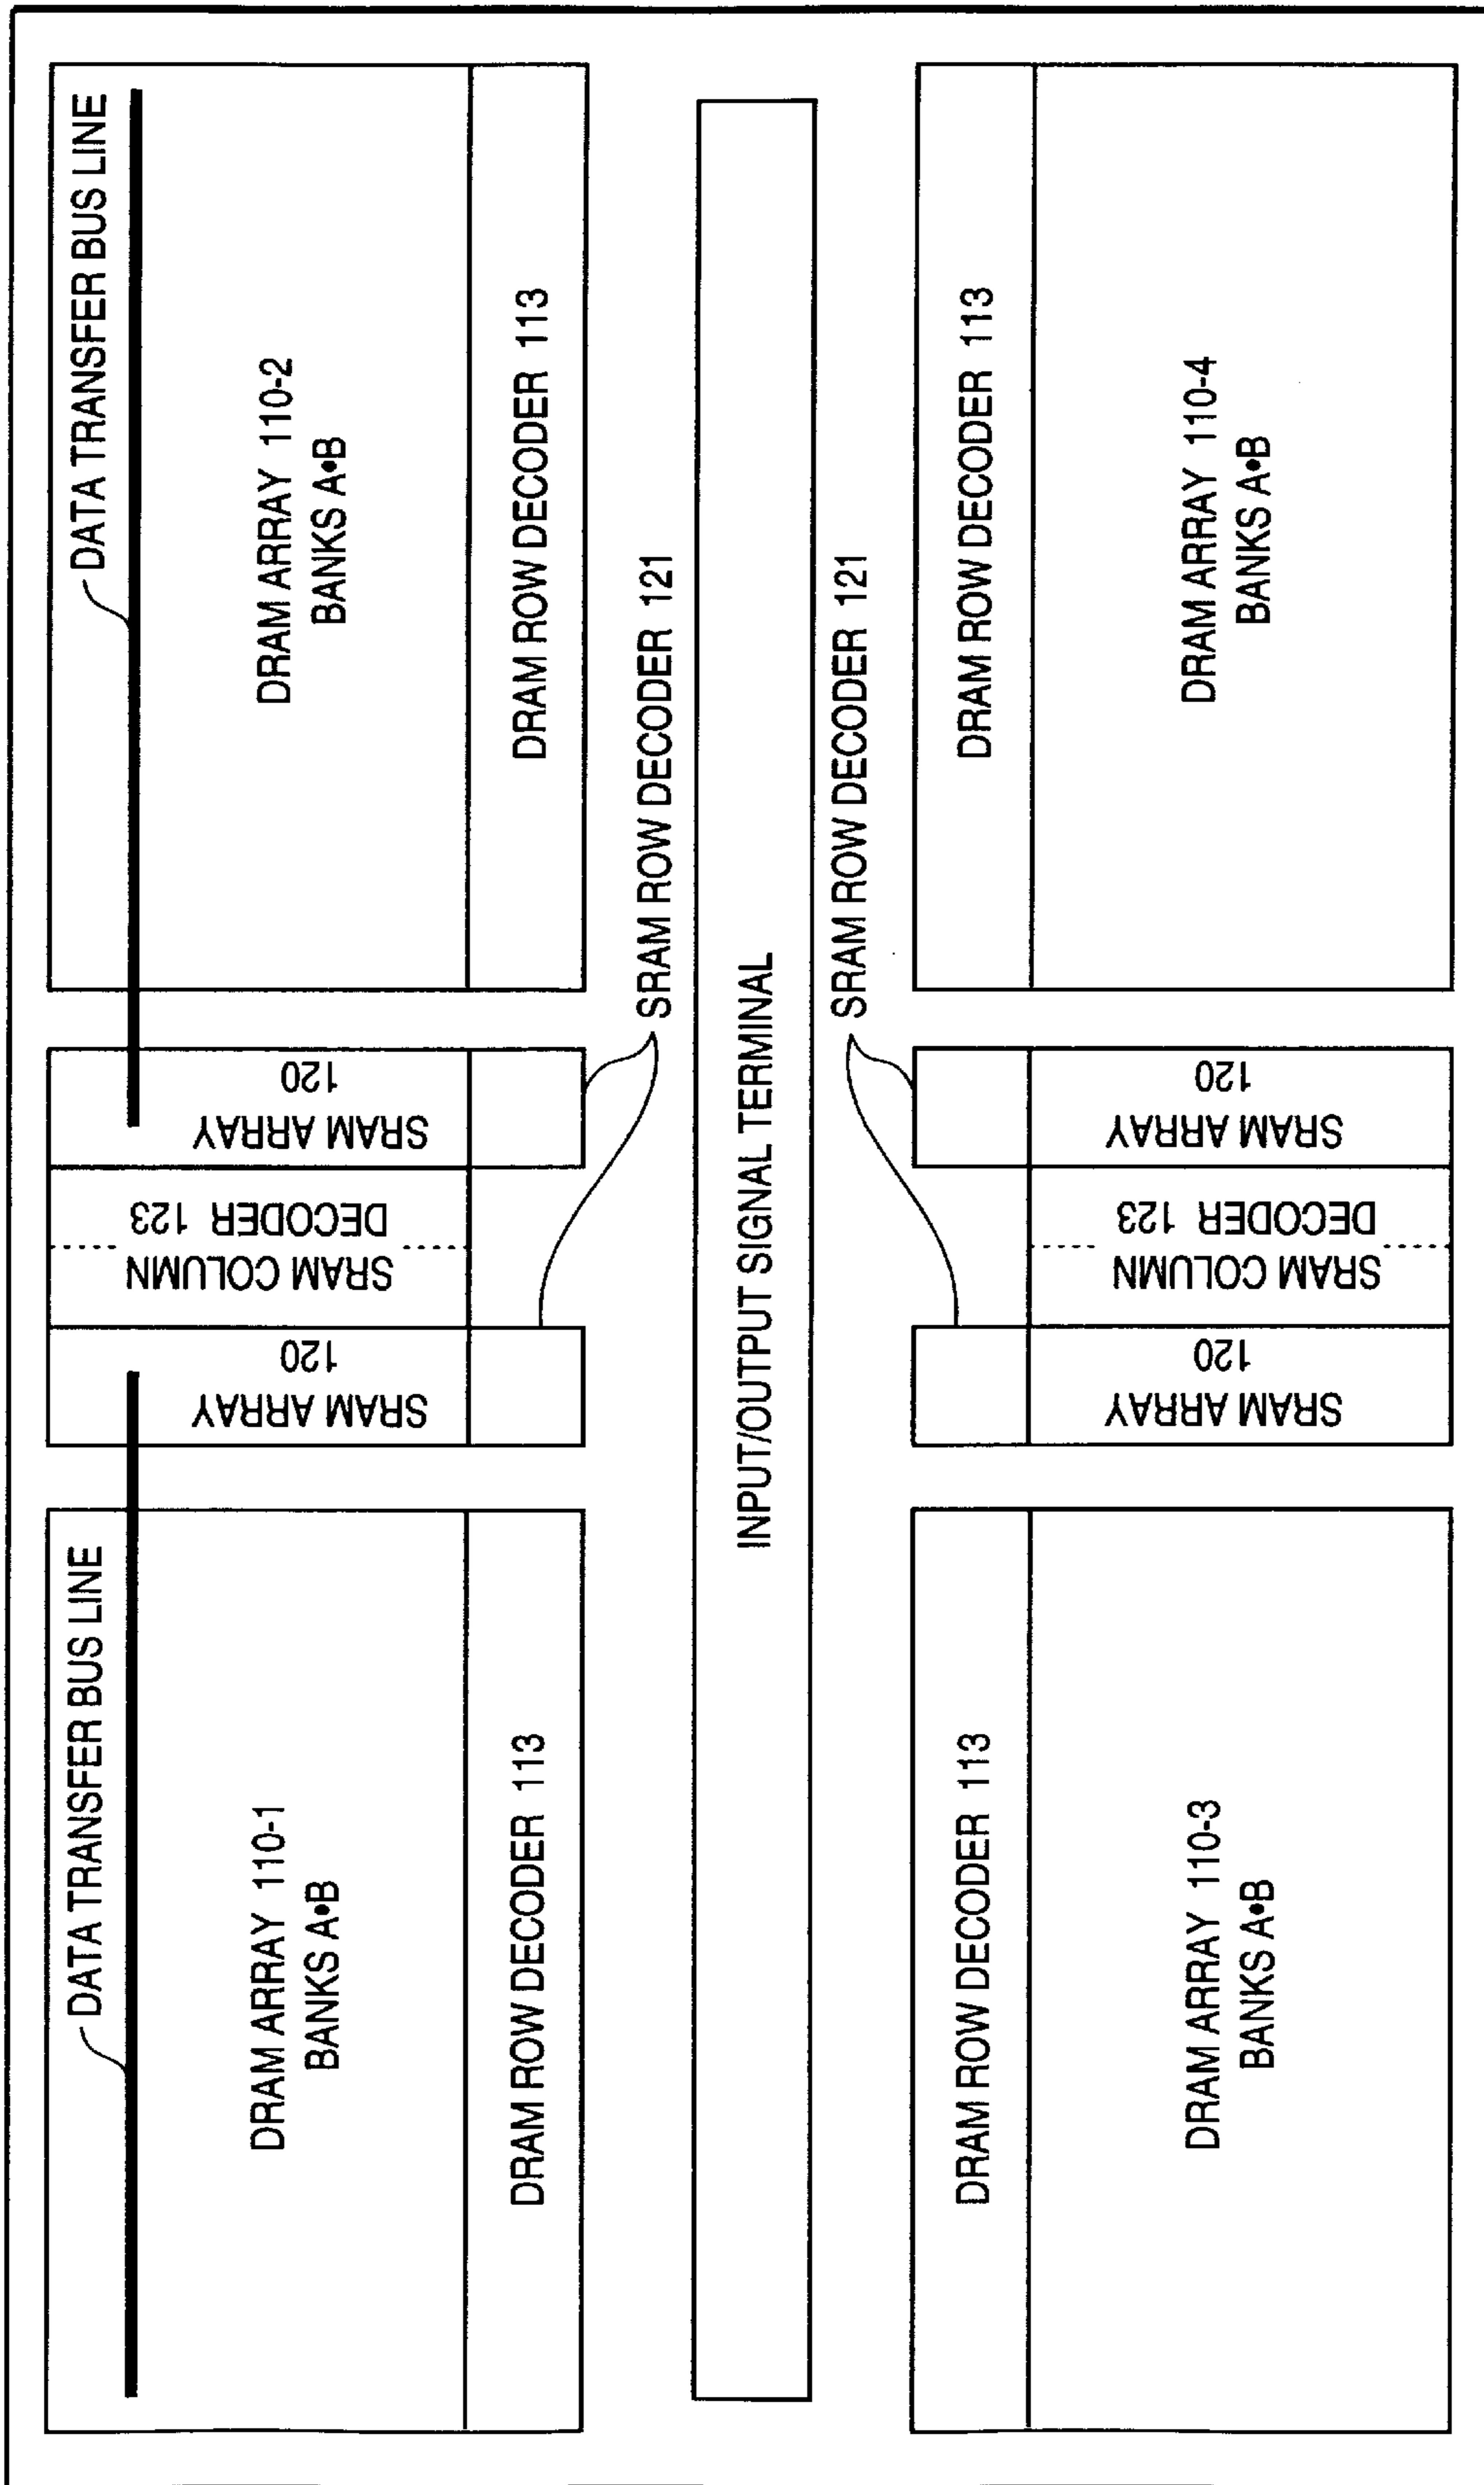 DATA TRANSFER BUS LINE
DRAM ARRAY 110-1
BANKS A•B
DRAM ROW DECODER 113
SRAM ARRAY
120
SRAM COLUMN
DECODER 123
SRAM ARRAY
120
DATA TRANSFER BUS LINE
DRAM ARRAY 110-2
BANKS A•B
DRAM ROW DECODER 113
SRAM ROW DECODER 121
INPUT/OUTPUT SIGNAL TERMINAL
SRAM ROW DECODER 121
DRAM ROW DECODER 113
DRAM ARRAY 110-3
BANKS A•B
SRAM ARRAY
120
SRAM COLUMN
DECODER 123
SRAM ARRAY
120
DRAM ROW DECODER 113
DRAM ARRAY 110-4
BANKS A•B